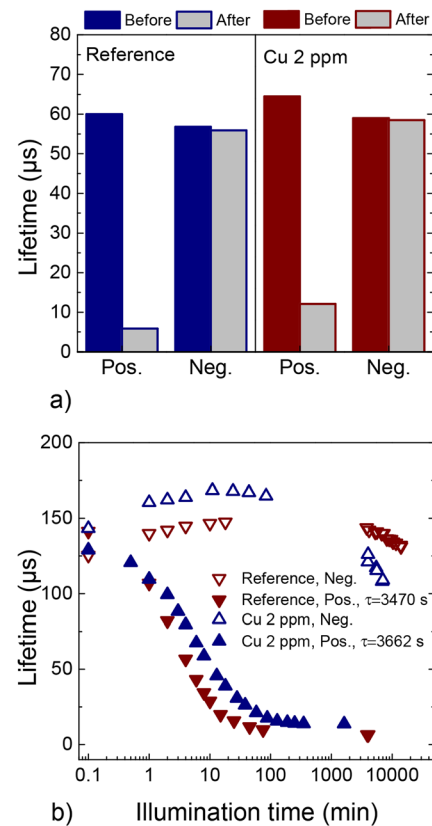 Before After Before After
Reference Cu 2 ppm
80
70
60
50
40
30
20
10
0
Lifetime (µs)
Pos. Neg. Pos. Neg.
a)
200
150
100
50
0
Lifetime (µs)
Reference, Neg.
Reference, Pos., τ=3470 s
Cu 2 ppm, Neg.
Cu 2 ppm, Pos., τ=3662 s
0.1 1 10 100 1000 10000
b) Illumination time (min)